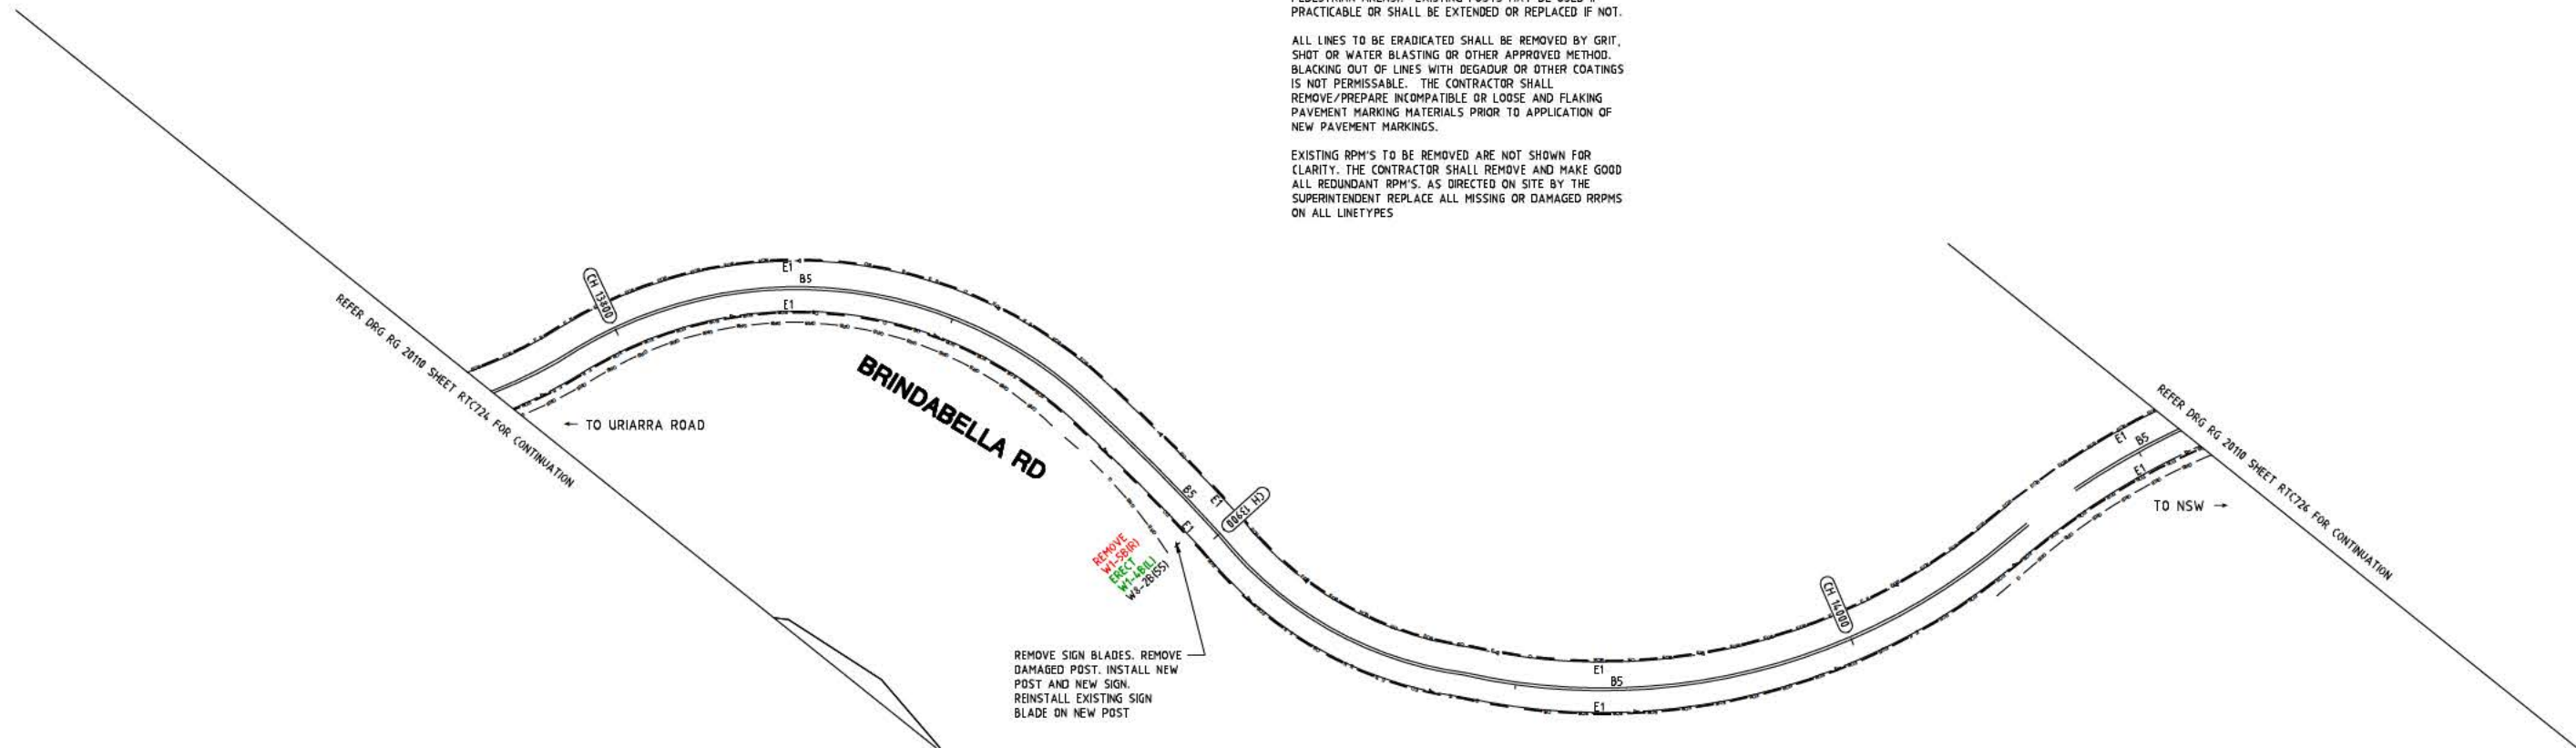 PRACTICABLE OR SHALL BE EXTENDED OR REPLACED IF NOT.
ALL LINES TO BE ERADICATED SHALL BE REMOVED BY GRIT,
SHOT OR WATER BLASTING OR OTHER APPROVED METHOD.
BLACKING OUT OF LINES WITH DEGADUR OR OTHER COATINGS
IS NOT PERMISSABLE. THE CONTRACTOR SHALL
REMOVE/PREPARE INCOMPATIBLE OR LOOSE AND FLAKING
PAVEMENT MARKING MATERIALS PRIOR TO APPLICATION OF
NEW PAVEMENT MARKINGS.
EXISTING RPM'S TO BE REMOVED ARE NOT SHOWN FOR
CLARITY. THE CONTRACTOR SHALL REMOVE AND MAKE GOOD
ALL REDUNDANT RPM'S. AS DIRECTED ON SITE BY THE
SUPERINTENDENT REPLACE ALL MISSING OR DAMAGED RRPMS
ON ALL LINETYPES
CH 13800
E1
B5
E1
REFER DRG RG 20110 SHEET RTC724 FOR CONTINUATION
← TO URIARRA ROAD
BRINDABELLA RD
B5
E1
E1
CH 13900
REMOVE
W1-5B(R)
ERECT
W1-4B(L)
W8-2B(55)
REMOVE SIGN BLADES. REMOVE
DAMAGED POST. INSTALL NEW
POST AND NEW SIGN.
REINSTALL EXISTING SIGN
BLADE ON NEW POST
E1
B5
E1
CH 14000
E1
B5
E1
REFER DRG RG 20110 SHEET RTC726 FOR CONTINUATION
TO NSW →